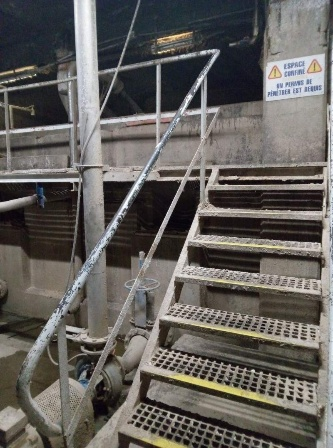 ESPACE
CONFINÉ
UN PERMIS DE
PÉNÉTRER EST REQUIS